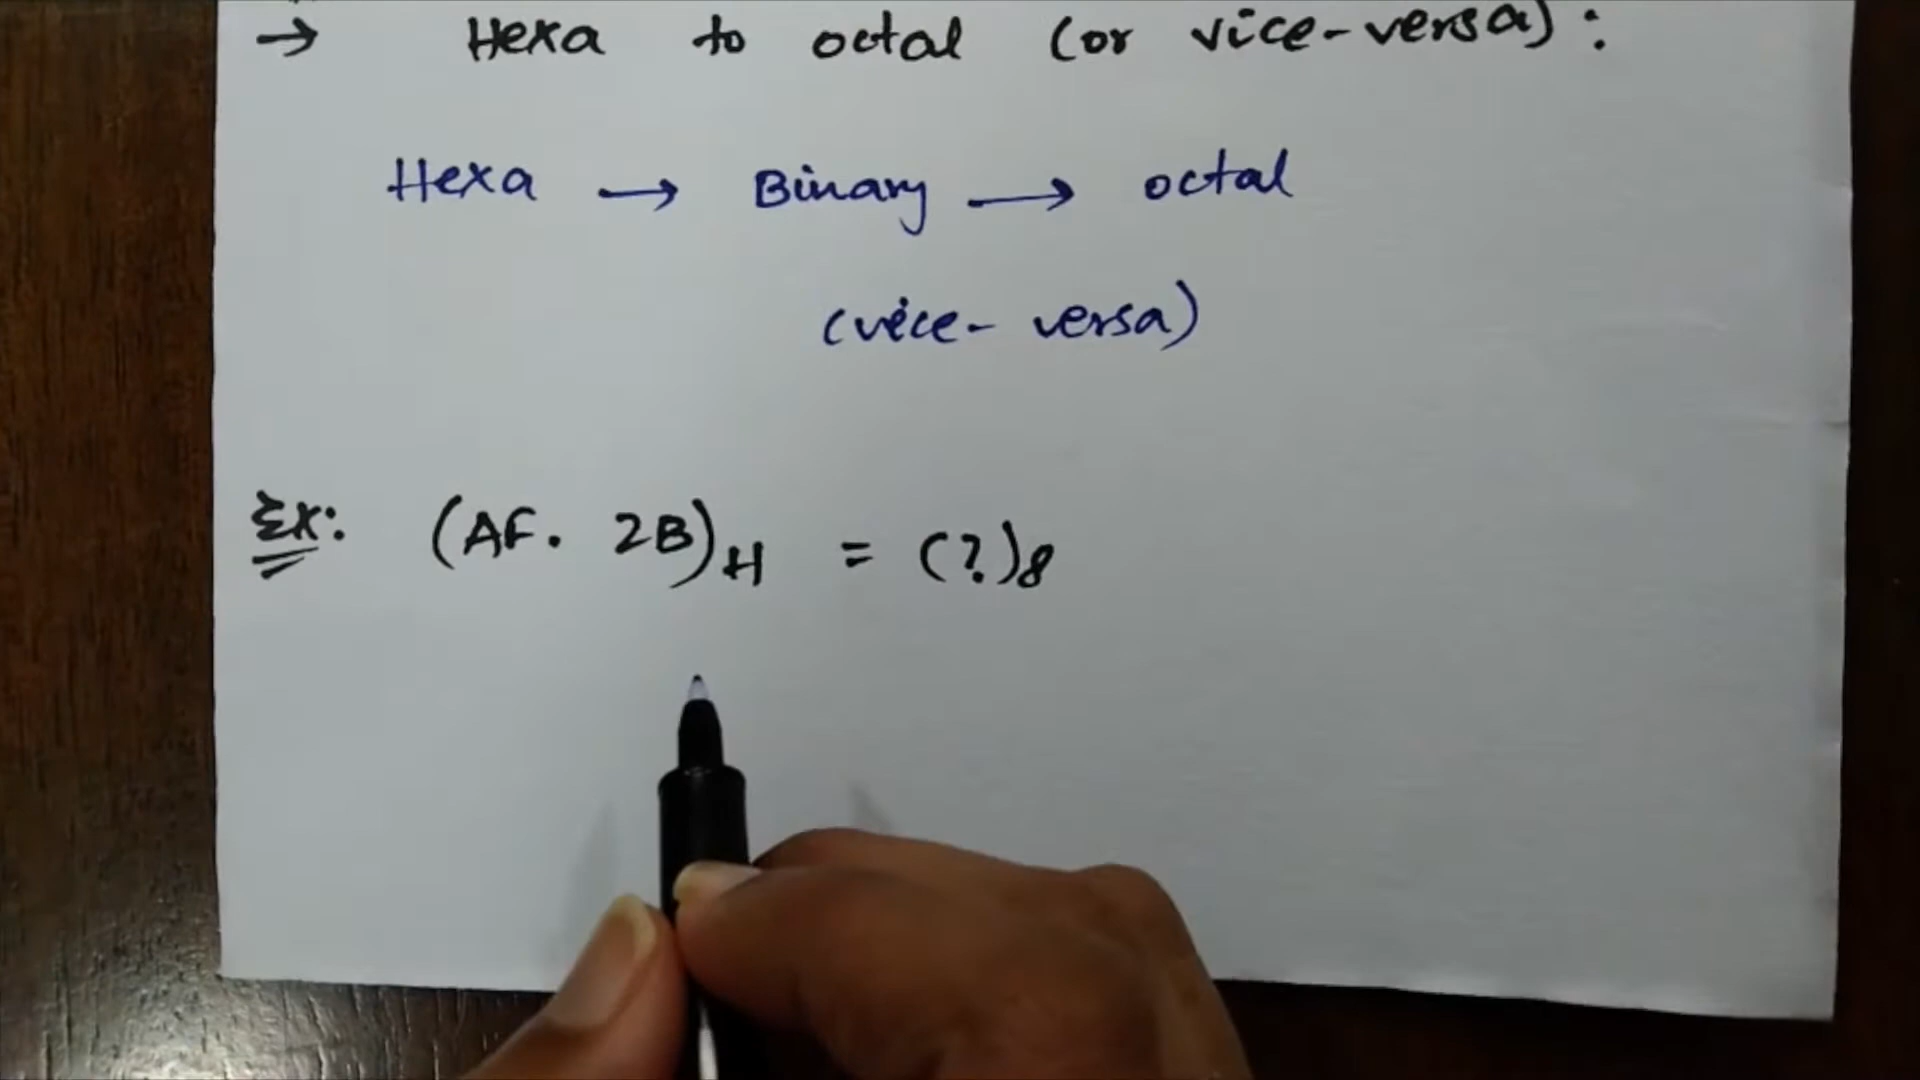 → Hexa to octal (or vice-versa):
Hexa → Binary → octal
(vice-versa)
Ex: (AF. 2B)H = (?)8